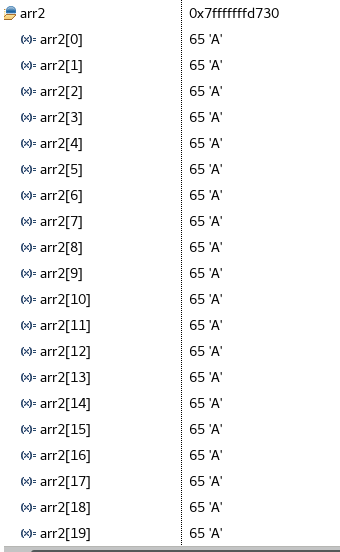 arr2 0x7fffffffd730
(x)= arr2[0] 65 'A'
(x)= arr2[1] 65 'A'
(x)= arr2[2] 65 'A'
(x)= arr2[3] 65 'A'
(x)= arr2[4] 65 'A'
(x)= arr2[5] 65 'A'
(x)= arr2[6] 65 'A'
(x)= arr2[7] 65 'A'
(x)= arr2[8] 65 'A'
(x)= arr2[9] 65 'A'
(x)= arr2[10] 65 'A'
(x)= arr2[11] 65 'A'
(x)= arr2[12] 65 'A'
(x)= arr2[13] 65 'A'
(x)= arr2[14] 65 'A'
(x)= arr2[15] 65 'A'
(x)= arr2[16] 65 'A'
(x)= arr2[17] 65 'A'
(x)= arr2[18] 65 'A'
(x)= arr2[19] 65 'A'